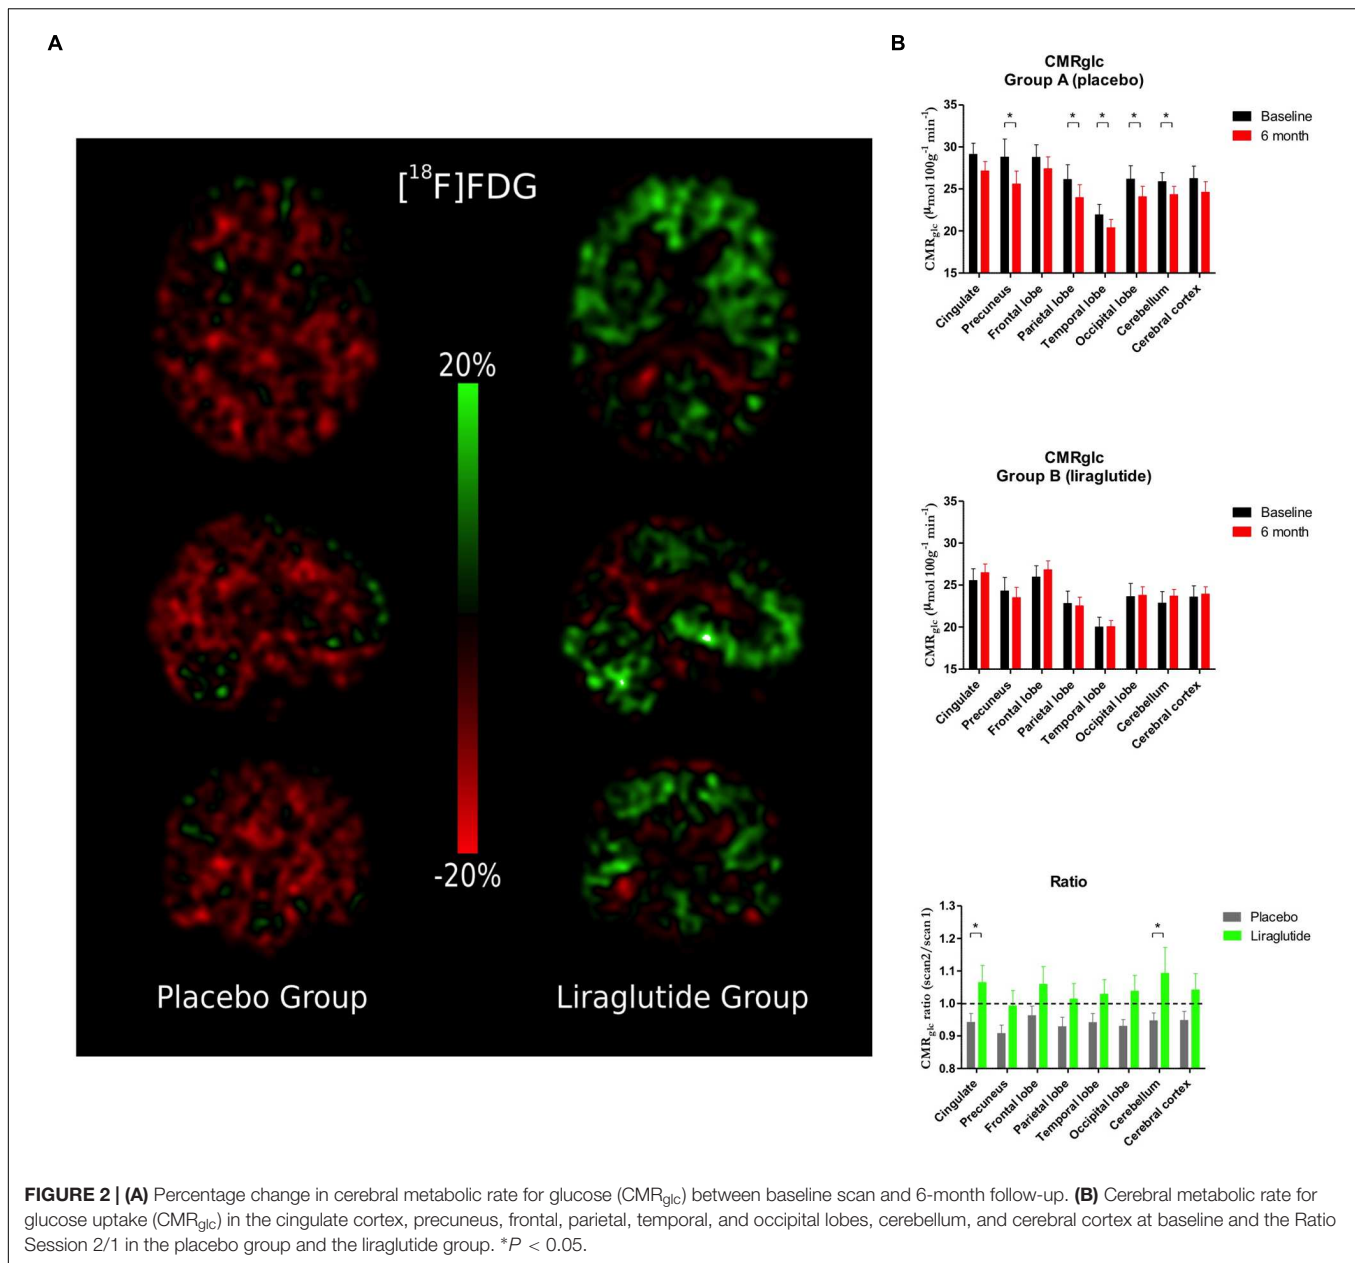 A
[¹⁸F]FDG
20%
-20%
Placebo Group
Liraglutide Group
B
CMRglc
Group A (placebo)
CMRglc (µmol 100g⁻¹ min⁻¹)
35
30
25
20
15
*
*
*
*
*
Baseline
6 month
Cingulate
Precuneus
Frontal lobe
Parietal lobe
Temporal lobe
Occipital lobe
Cerebellum
Cerebral cortex
CMRglc
Group B (liraglutide)
CMRglc (µmol 100g⁻¹ min⁻¹)
35
30
25
20
15
Baseline
6 month
Cingulate
Precuneus
Frontal lobe
Parietal lobe
Temporal lobe
Occipital lobe
Cerebellum
Cerebral cortex
Ratio
CMRglc ratio (scan2/scan 1)
1.3
1.2
1.1
1.0
0.9
0.8
*
*
Placebo
Liraglutide
Cingulate
Precuneus
Frontal lobe
Parietal lobe
Temporal lobe
Occipital lobe
Cerebellum
Cerebral cortex
FIGURE 2 | (A) Percentage change in cerebral metabolic rate for glucose (CMRglc) between baseline scan and 6-month follow-up. (B) Cerebral metabolic rate for
glucose uptake (CMRglc) in the cingulate cortex, precuneus, frontal, parietal, temporal, and occipital lobes, cerebellum, and cerebral cortex at baseline and the Ratio
Session 2/1 in the placebo group and the liraglutide group. *P < 0.05.